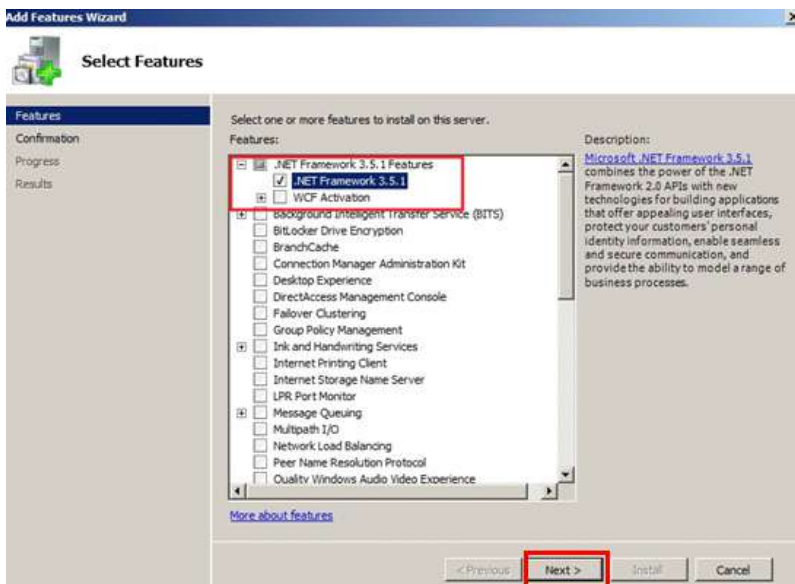 Add Features Wizard
Select Features
Features
Confirmation
Progress
Results
Select one or more features to install on this server.
Features:
.NET Framework 3.5.1 Features
.NET Framework 3.5.1
WCF Activation
Background Intelligent Transfer Service (BITS)
BitLocker Drive Encryption
BranchCache
Connection Manager Administration Kit
Desktop Experience
DirectAccess Management Console
Failover Clustering
Group Policy Management
Ink and Handwriting Services
Internet Printing Client
Internet Storage Name Server
LPR Port Monitor
Message Queuing
Multipath I/O
Network Load Balancing
Peer Name Resolution Protocol
Quality Windows Audio Video Experience
More about features
Description:
Microsoft .NET Framework 3.5.1
combines the power of the .NET
Framework 2.0 APIs with new
technologies for building applications
that offer appealing user interfaces,
protect your customers' personal
identity information, enable seamless
and secure communication, and
provide the ability to model a range of
business processes.
< Previous
Next >
Install
Cancel